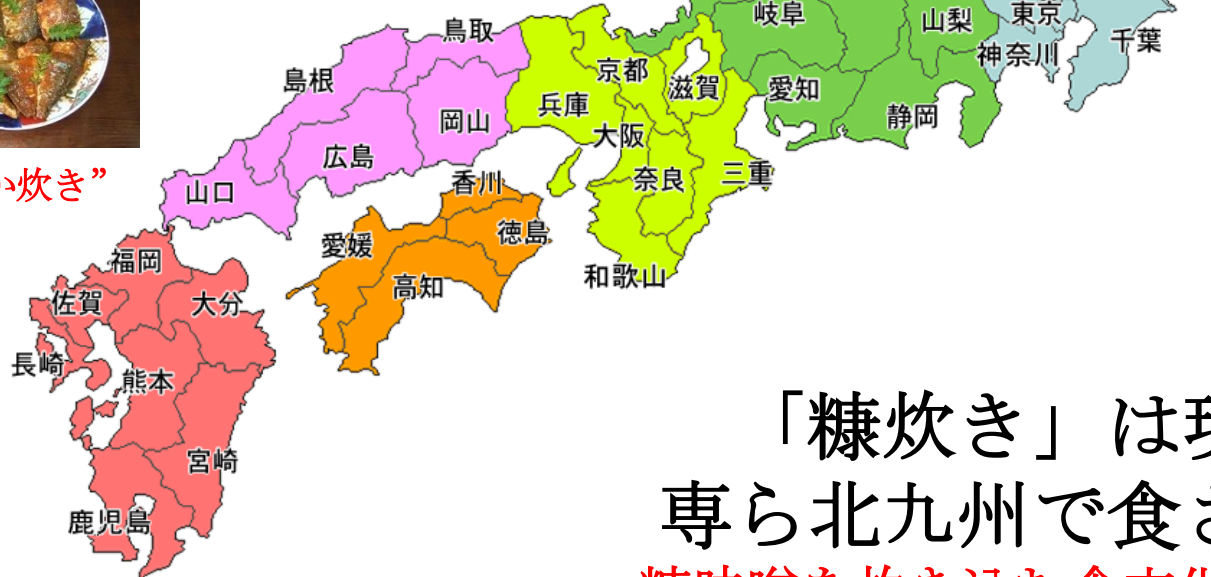 岐阜
山梨
東京
千葉
神奈川
鳥取
島根
京都
滋賀
愛知
兵庫
静岡
岡山
大阪
広島
奈良
三重
香川
山口
い炊き”
徳島
愛媛
福岡
和歌山
高知
佐賀
大分
長崎
熊本
宮崎
鹿児島
「糠炊き」は現
専ら北九州で食さ